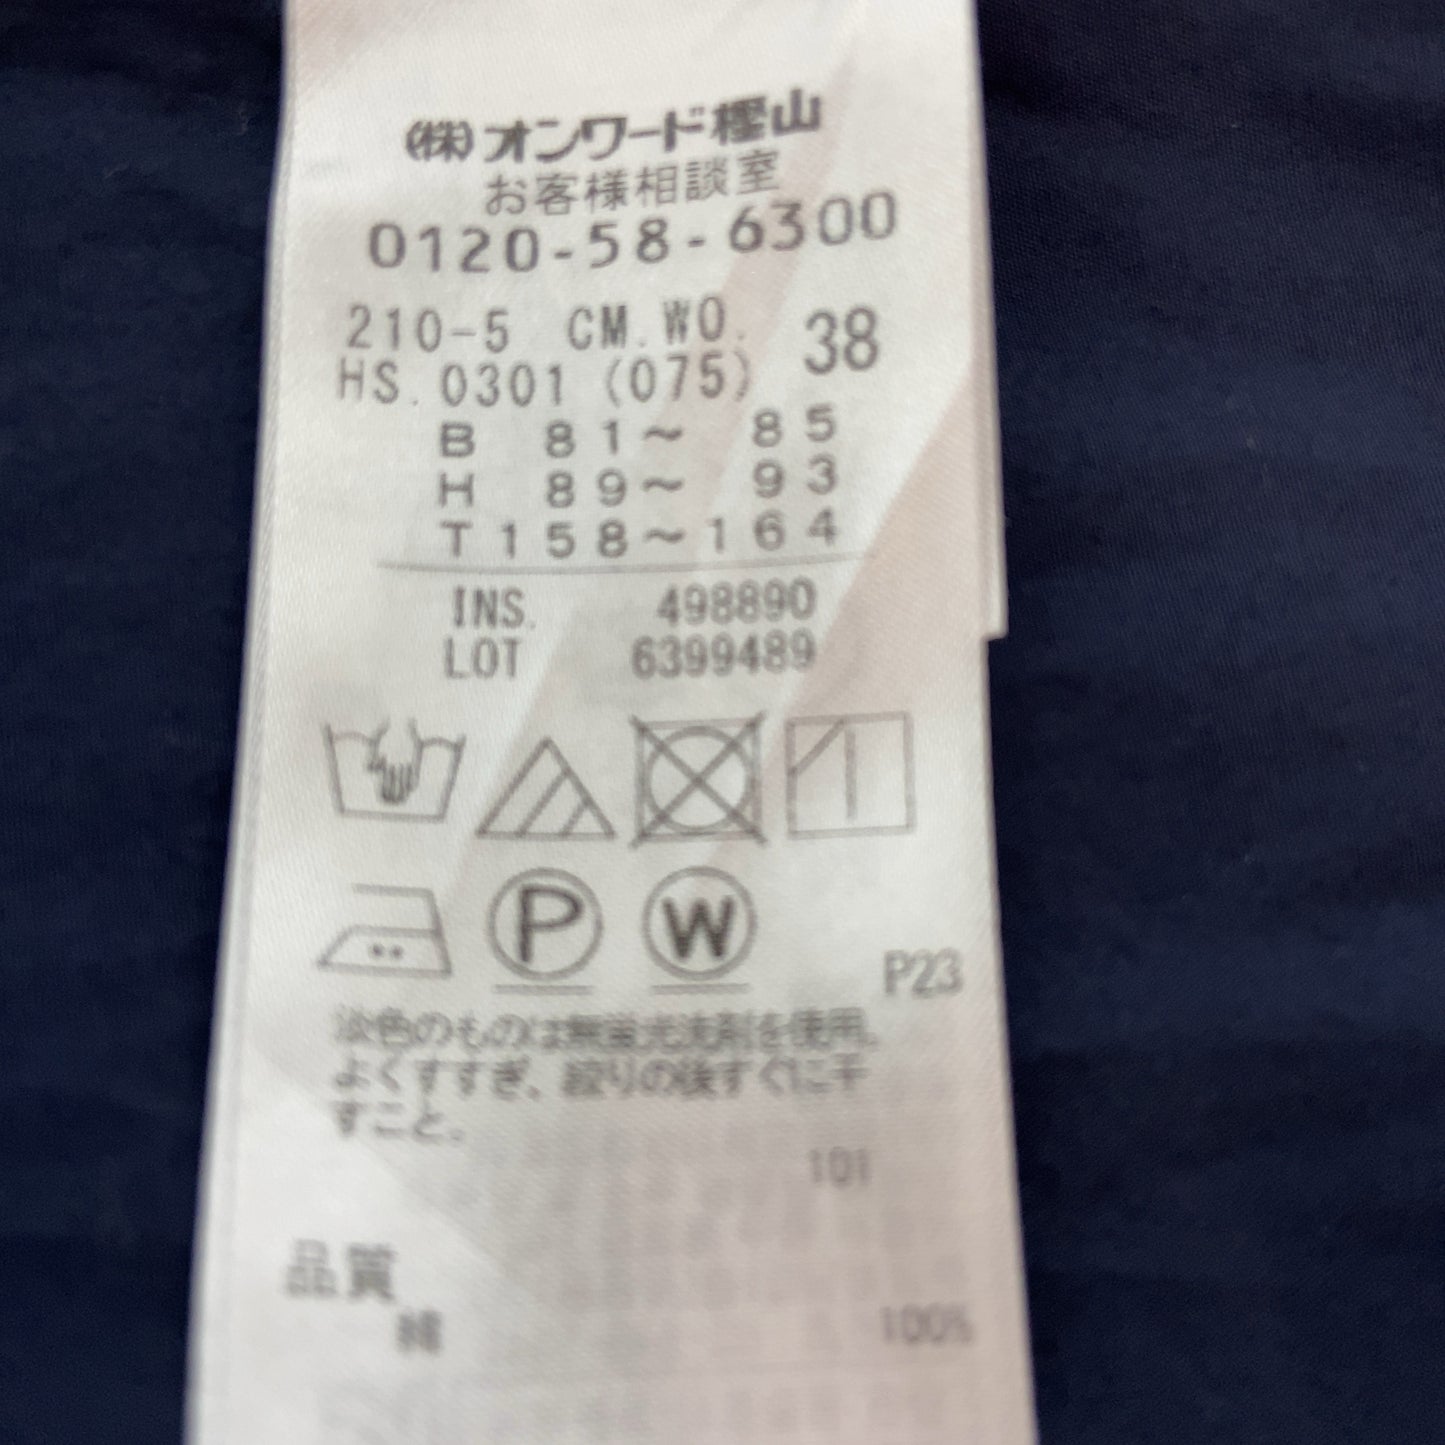 (株)オンワード樫山
お客様相談室
0120-58-6300
210-5 CM.WO. 38
HS.0301(075)
B 81〜 85
H 89〜 93
T158〜164
INS. 498890
LOT 6399489
P W
P23
淡色のものは無蛍光洗剤を使用。
よくすすぎ、絞りの後すぐに干
すこと。
101
品質
綿 100%